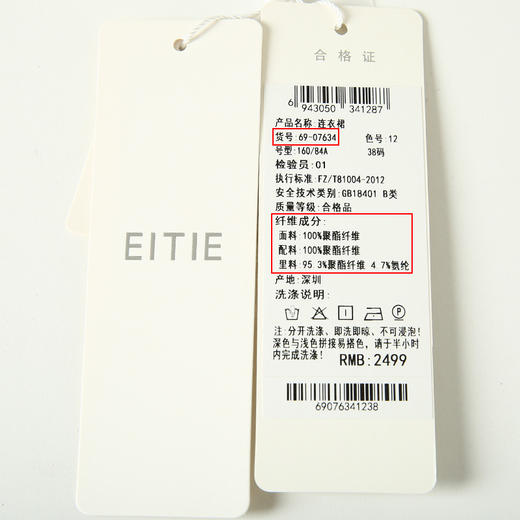 EITIE
合格证
6 943050 341287
产品名称:连衣裙
货号:69-07634 色号:12
号型:160/84A 38码
检验员:01
执行标准:FZ/T81004-2012
安全技术类别:GB18401 B类
质量等级:合格品
纤维成分:
面料:100%聚酯纤维
配料:100%聚酯纤维
里料:95 3%聚酯纤维 4 7%氨纶
产地:深圳
洗涤说明:
P
注:分开洗涤、即洗即晾、不可浸泡!
深色与浅色拼接易搭色,请于半小时
内完成洗涤!
RMB:2499
69076341238